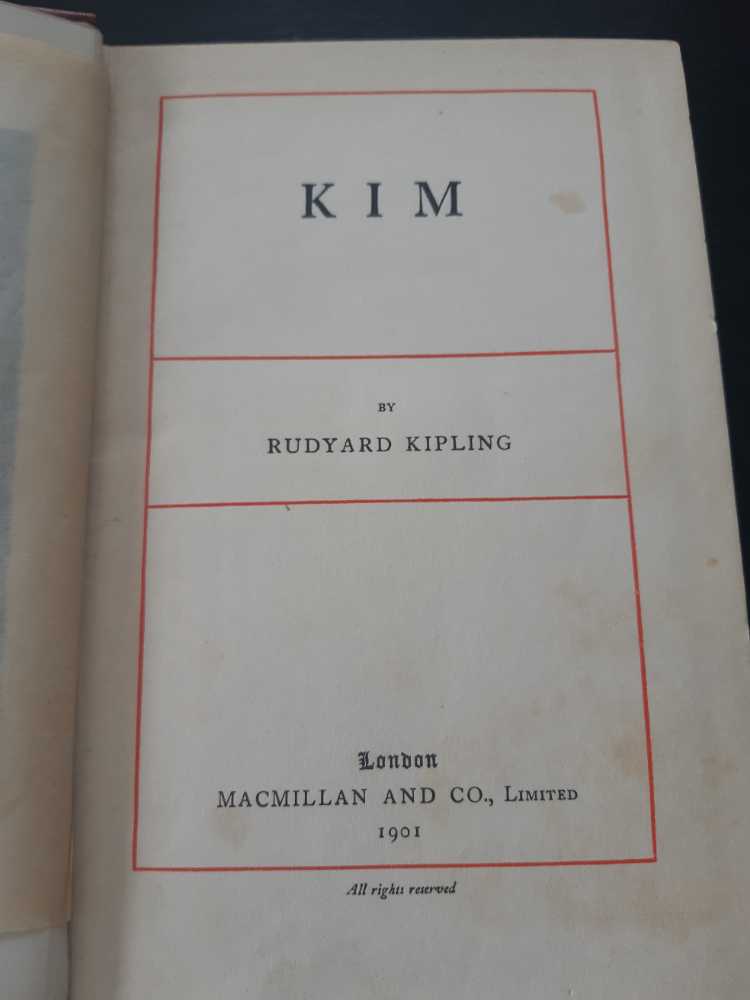 KIM
BY
RUDYARD KIPLING
London
MACMILLAN AND CO., LIMITED
1901
All rights reserved